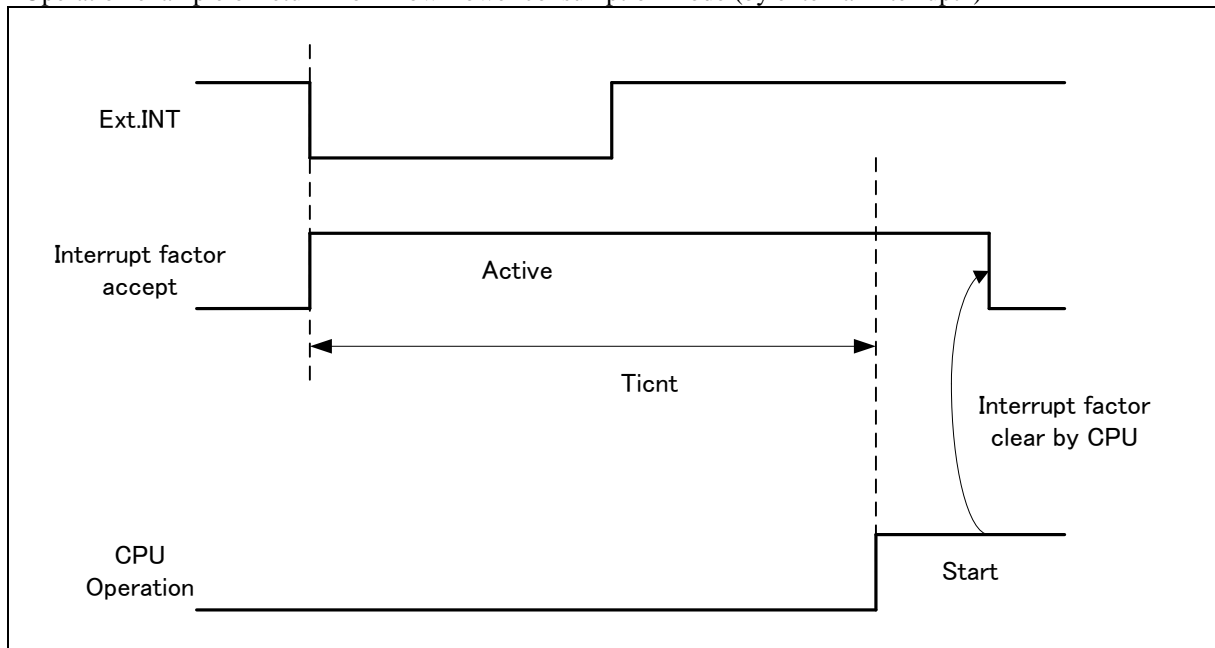 Ext.INT
Interrupt factor
accept
Active
Ticnt
Interrupt factor
clear by CPU
CPU
Operation
Start